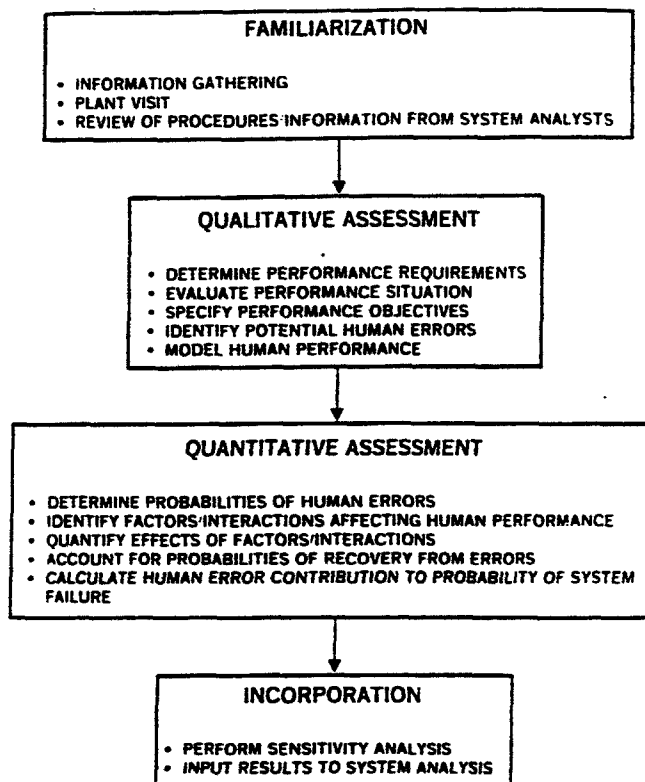 FAMILIARIZATION
• INFORMATION GATHERING
• PLANT VISIT
• REVIEW OF PROCEDURES/INFORMATION FROM SYSTEM ANALYSTS
QUALITATIVE ASSESSMENT
• DETERMINE PERFORMANCE REQUIREMENTS
• EVALUATE PERFORMANCE SITUATION
• SPECIFY PERFORMANCE OBJECTIVES
• IDENTIFY POTENTIAL HUMAN ERRORS
• MODEL HUMAN PERFORMANCE
QUANTITATIVE ASSESSMENT
• DETERMINE PROBABILITIES OF HUMAN ERRORS
• IDENTIFY FACTORS/INTERACTIONS AFFECTING HUMAN PERFORMANCE
• QUANTIFY EFFECTS OF FACTORS/INTERACTIONS
• ACCOUNT FOR PROBABILITIES OF RECOVERY FROM ERRORS
• CALCULATE HUMAN ERROR CONTRIBUTION TO PROBABILITY OF SYSTEM
FAILURE
INCORPORATION
• PERFORM SENSITIVITY ANALYSIS
• INPUT RESULTS TO SYSTEM ANALYSIS